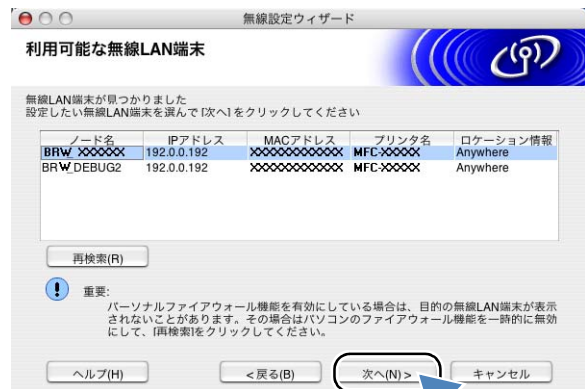 無線設定ウィザード
利用可能な無線LAN端末
無線LAN端末が見つかりました
設定したい無線LAN端末を選んで「次へ」をクリックしてください
ノード名 IPアドレス MACアドレス プリンタ名 ロケーション情報
BRW_XXXXXX 192.0.0.192 XXXXXXXXXXXX MFC-XXXXX Anywhere
BRW_DEBUG2 192.0.0.192 XXXXXXXXXXXX MFC-XXXXX Anywhere
再検索(R)
重要:
パーソナルファイアウォール機能を有効にしている場合は、目的の無線LAN端末が表示
されないことがあります。その場合はパソコンのファイアウォール機能を一時的に無効
にして、「再検索」をクリックしてください。
ヘルプ(H) <戻る(B) 次へ(N)> キャンセル